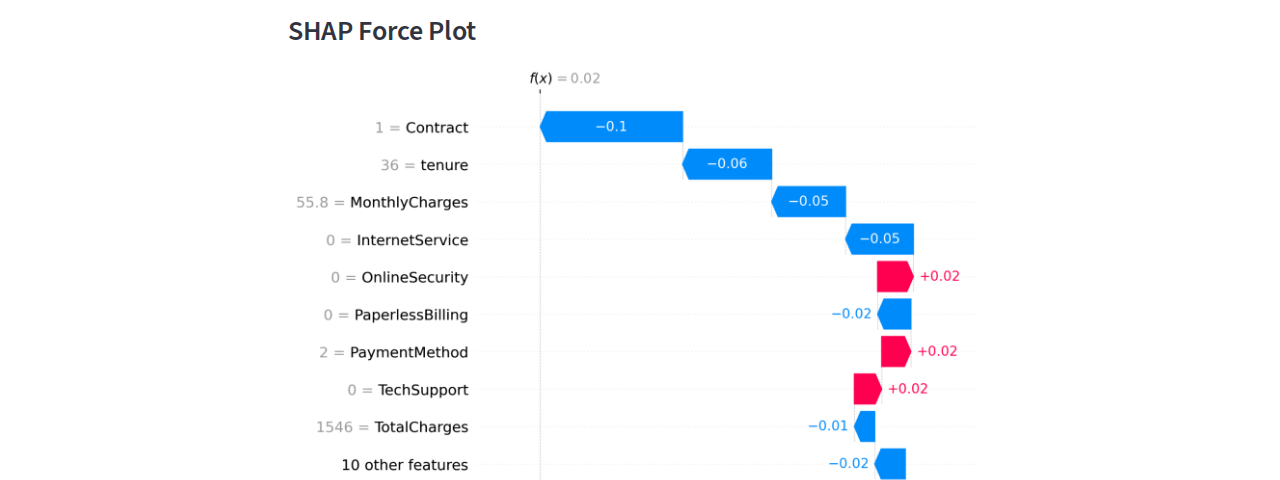 SHAP Force Plot
f(x) = 0.02
1 = Contract −0.1
36 = tenure −0.06
55.8 = MonthlyCharges −0.05
0 = InternetService −0.05
0 = OnlineSecurity +0.02
0 = PaperlessBilling −0.02
2 = PaymentMethod +0.02
0 = TechSupport +0.02
1546 = TotalCharges −0.01
10 other features −0.02